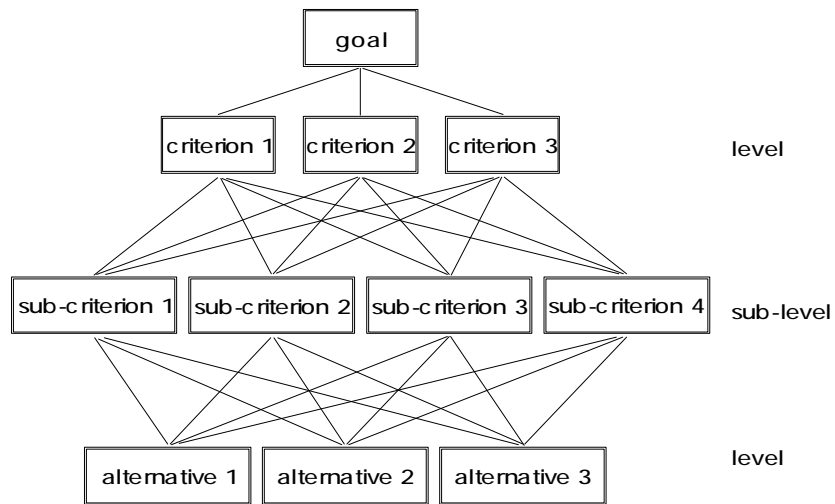 goal
criterion 1 criterion 2 criterion 3 level
sub-criterion 1 sub-criterion 2 sub-criterion 3 sub-criterion 4 sub-level
alternative 1 alternative 2 alternative 3 level